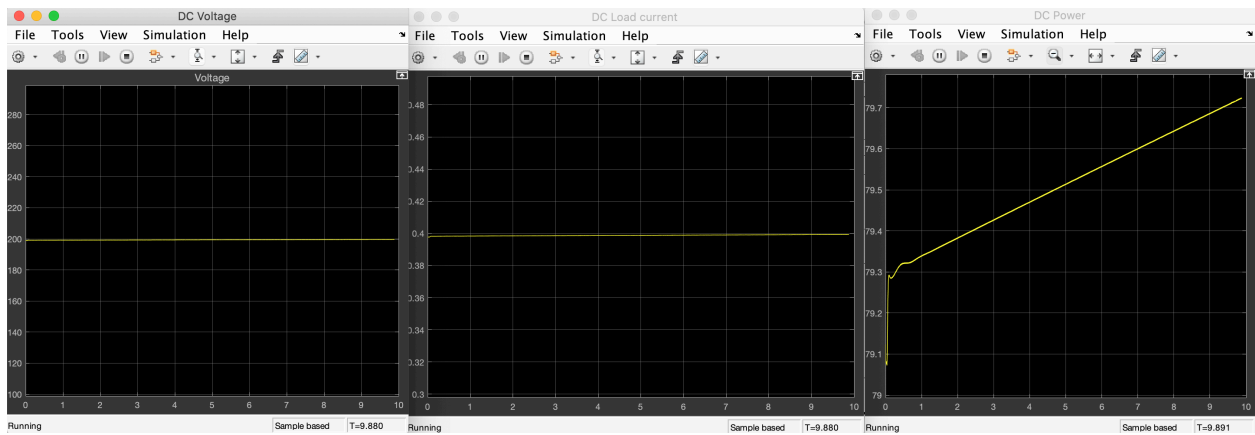 DC Voltage
File Tools View Simulation Help
Voltage
280
260
240
220
200
180
160
140
120
100
0 1 2 3 4 5 6 7 8 9 10
Running Sample based T=9.880
DC Load current
File Tools View Simulation Help
0.48
0.46
0.44
0.42
0.4
0.38
0.36
0.34
0.32
0.3
0 1 2 3 4 5 6 7 8 9 10
Running Sample based T=9.880
DC Power
File Tools View Simulation Help
79.7
79.6
79.5
79.4
79.3
79.2
79.1
79
0 1 2 3 4 5 6 7 8 9 10
Running Sample based T=9.891